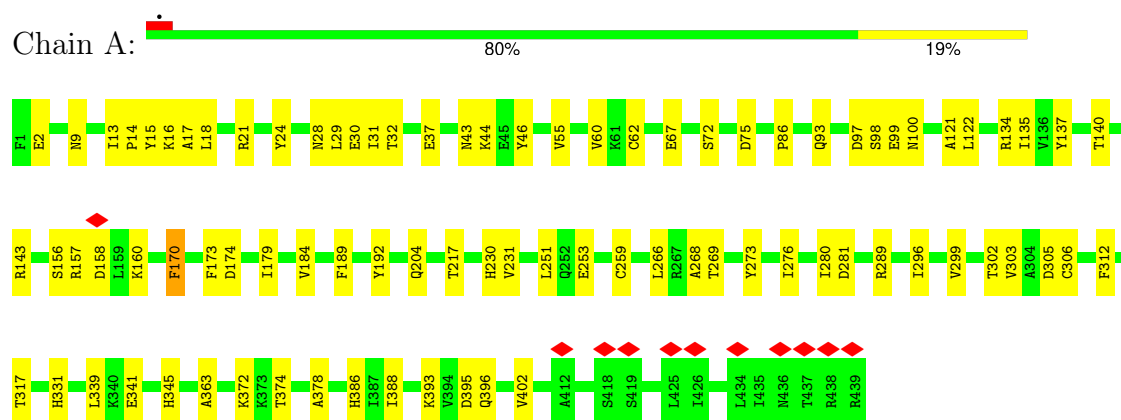 Chain A:
80% 19%
F1 E2 N9 I13 P14 Y15 K16 A17 L18 R21 Y24 N28 L29 E30 I31 T32 E37 N43 K44 E45 Y46 V55 V60 K61 C62 E67 S72 D75 P86 Q93 D97 S98 E99 N100 A121 L122 R134 I135 V136 Y137 T140
R143 S156 R157 D158 L159 K160 F170 F173 D174 I179 V184 F189 Y192 Q204 T217 H230 V231 L251 Q252 E253 C259 L266 R267 A268 T269 Y273 I276 I280 D281 R289 I296 V299 T302 V303 A304 D305 C306 F312
T317 H331 L339 K340 E341 H345 A363 K372 K373 T374 A378 H386 I387 I388 K393 V394 D395 Q396 V402 A412 S418 S419 L425 I426 L434 I435 N436 T437 R438 R439